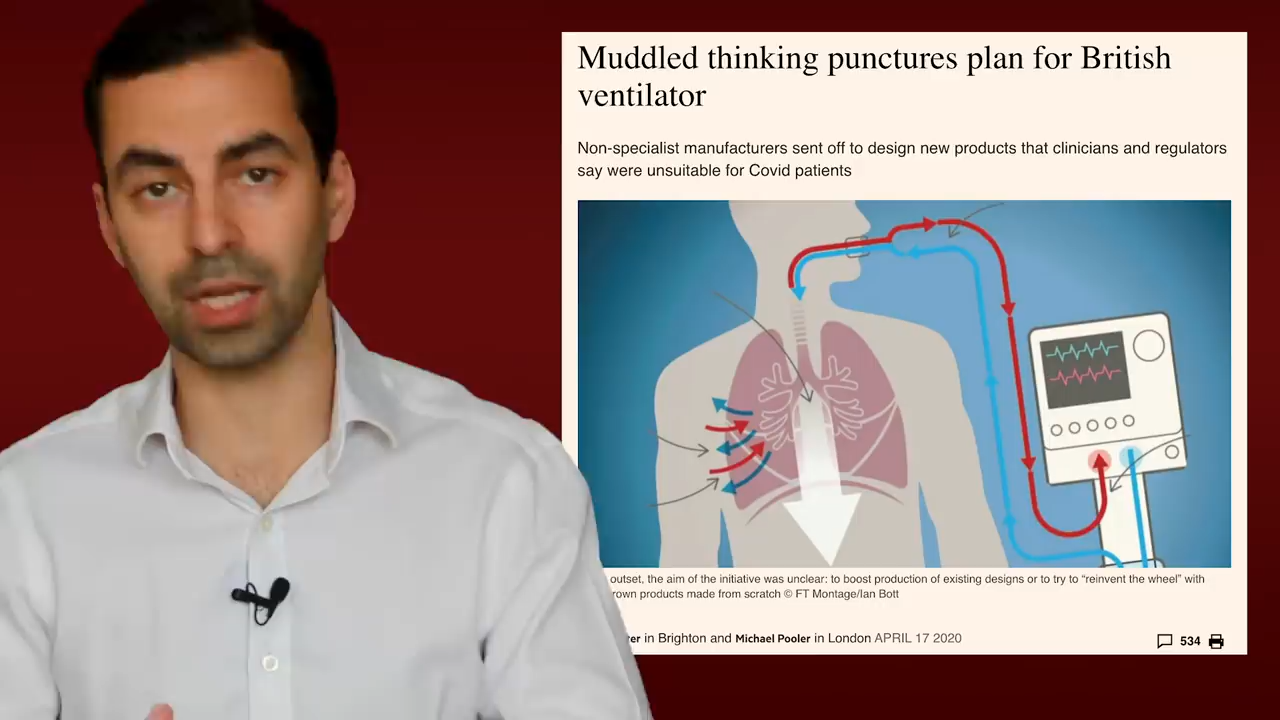 Muddled thinking punctures plan for British
ventilator
Non-specialist manufacturers sent off to design new products that clinicians and regulators
say were unsuitable for Covid patients
outset, the aim of the initiative was unclear: to boost production of existing designs or to try to “reinvent the wheel” with
products made from scratch © FT Montage/Ian Bott
in Brighton and Michael Pooler in London APRIL 17 2020
534